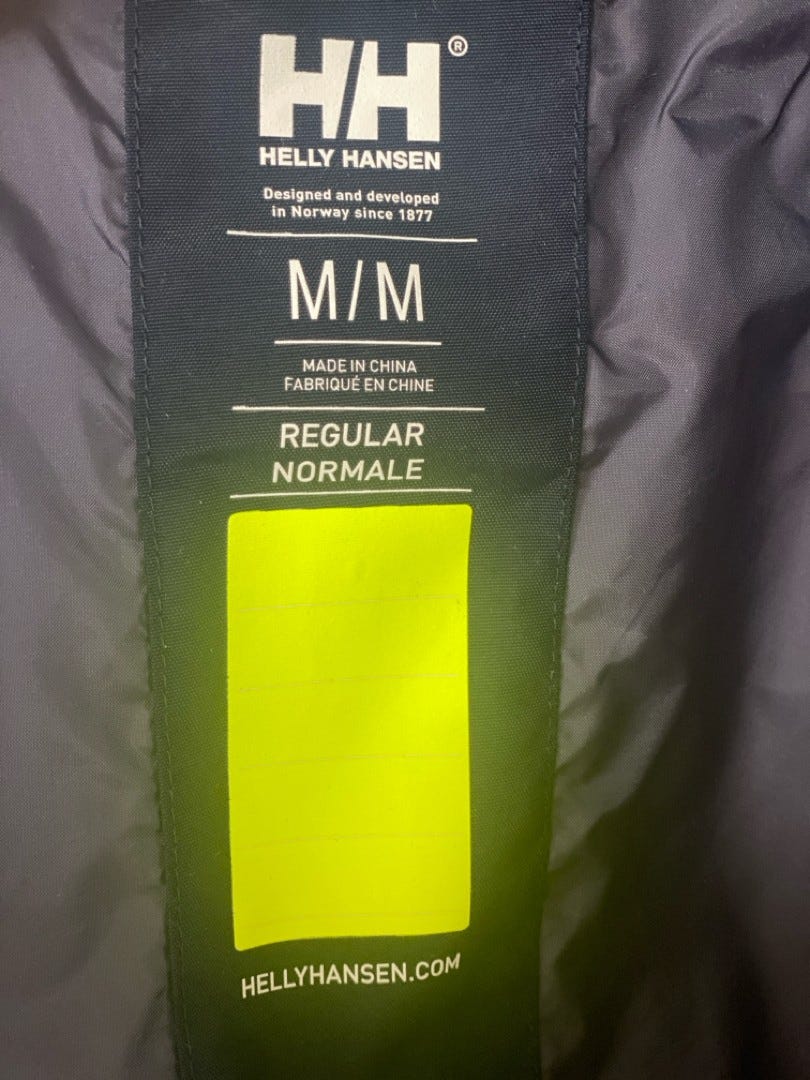 HH®
HELLY HANSEN
Designed and developed
in Norway since 1877
M/M
MADE IN CHINA
FABRIQUÉ EN CHINE
REGULAR
NORMALE
HELLYHANSEN.COM